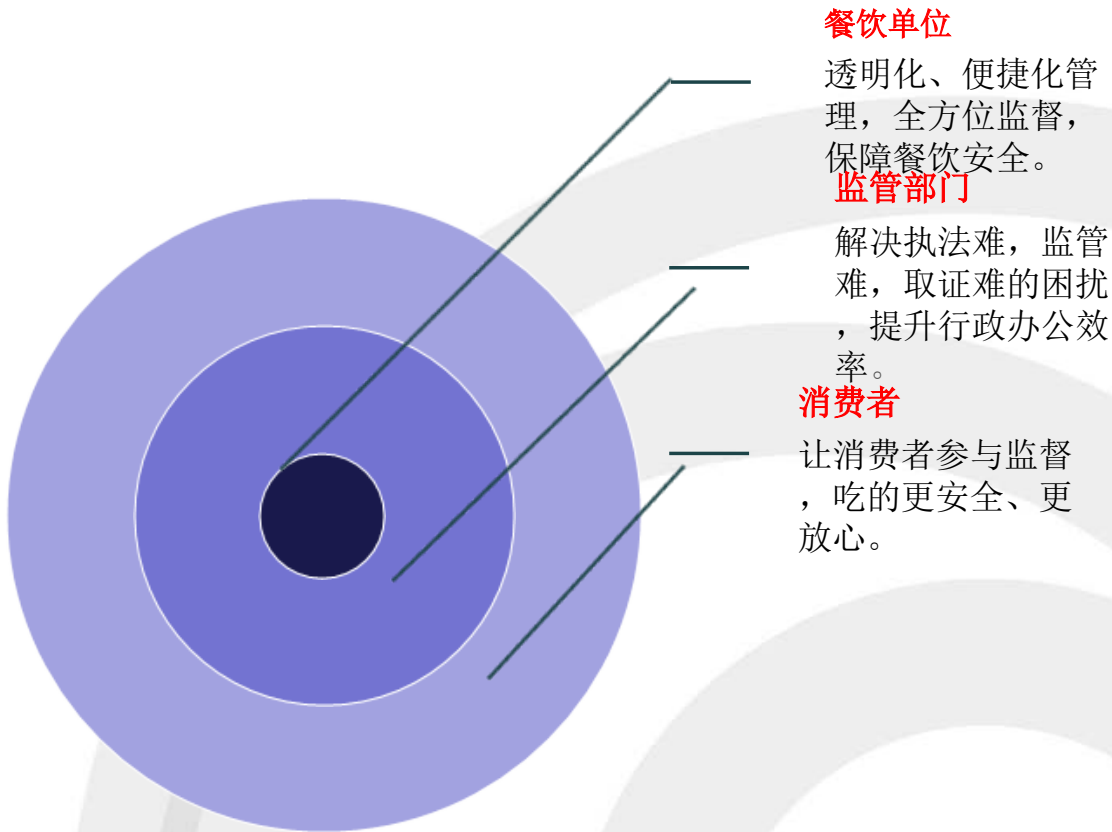 餐饮单位
透明化、便捷化管
理，全方位监督，
保障餐饮安全。
监管部门
解决执法难，监管
难，取证难的困扰
，提升行政办公效
率。
消费者
让消费者参与监督
，吃的更安全、更
放心。